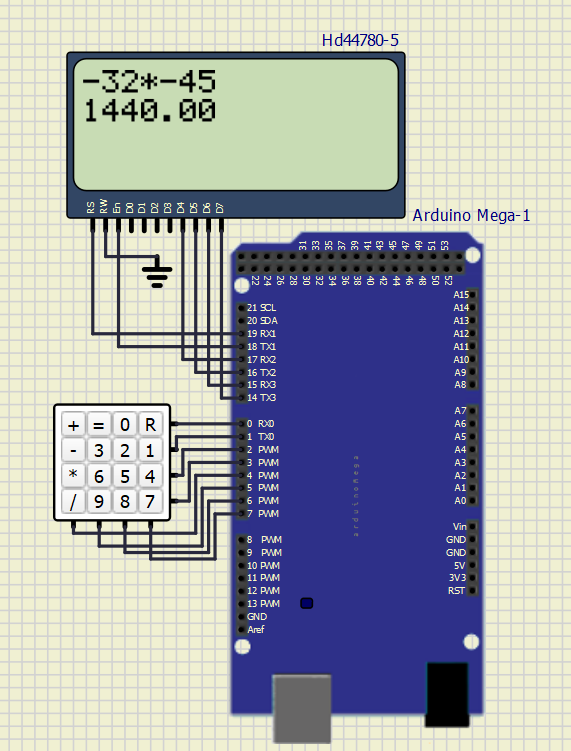 Hd44780-5
-32*-45
1440.00
RS RW En D0 D1 D2 D3 D4 D5 D6 D7
Arduino Mega-1
31 33 35 37 39 41 43 45 47 49 51 53
22 24 26 28 30 32 34 36 38 40 42 44 46 48 50 52
21 SCL
20 SDA
19 RX1
18 TX1
17 RX2
16 TX2
15 RX3
14 TX3
0 RX0
1 TX0
2 PWM
3 PWM
4 PWM
5 PWM
6 PWM
7 PWM
8 PWM
9 PWM
10 PWM
11 PWM
12 PWM
13 PWM
GND
Aref
A15
A14
A13
A12
A11
A10
A9
A8
A7
A6
A5
A4
A3
A2
A1
A0
Vin
GND
GND
5V
3V3
RST
arduinoMega
+ = 0 R
- 3 2 1
* 6 5 4
/ 9 8 7